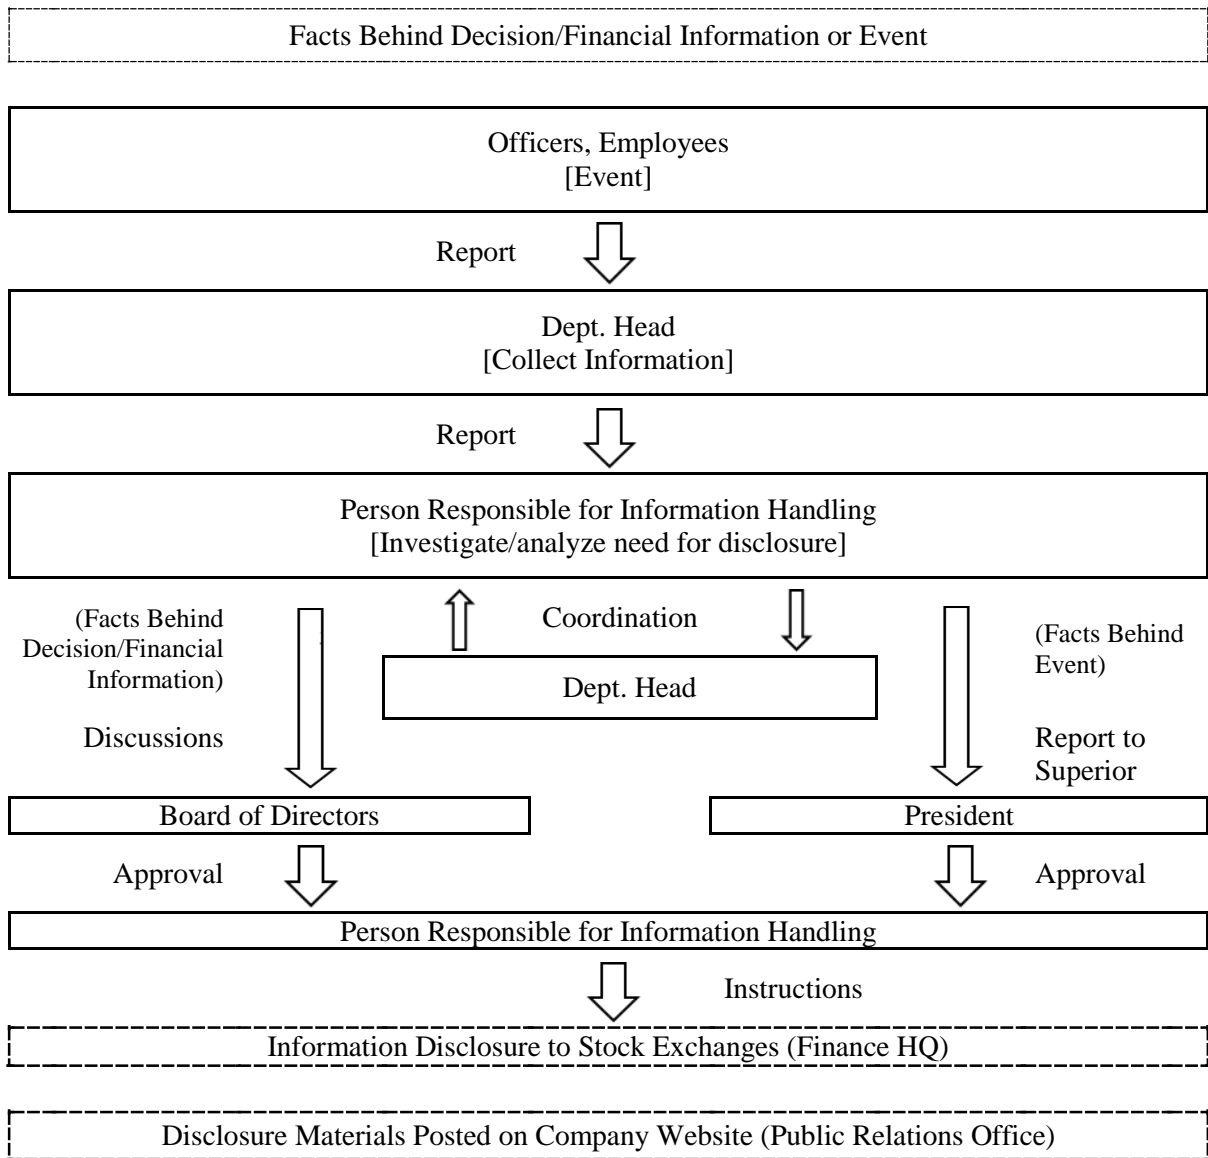 Facts Behind Decision/Financial Information or Event
Officers, Employees
[Event]
Report
Dept. Head
[Collect Information]
Report
Person Responsible for Information Handling
[Investigate/analyze need for disclosure]
(Facts Behind
Decision/Financial
Information)
Discussions
Coordination
Dept. Head
(Facts Behind
Event)
Report to
Superior
Board of Directors
President
Approval
Approval
Person Responsible for Information Handling
Instructions
Information Disclosure to Stock Exchanges (Finance HQ)
Disclosure Materials Posted on Company Website (Public Relations Office)